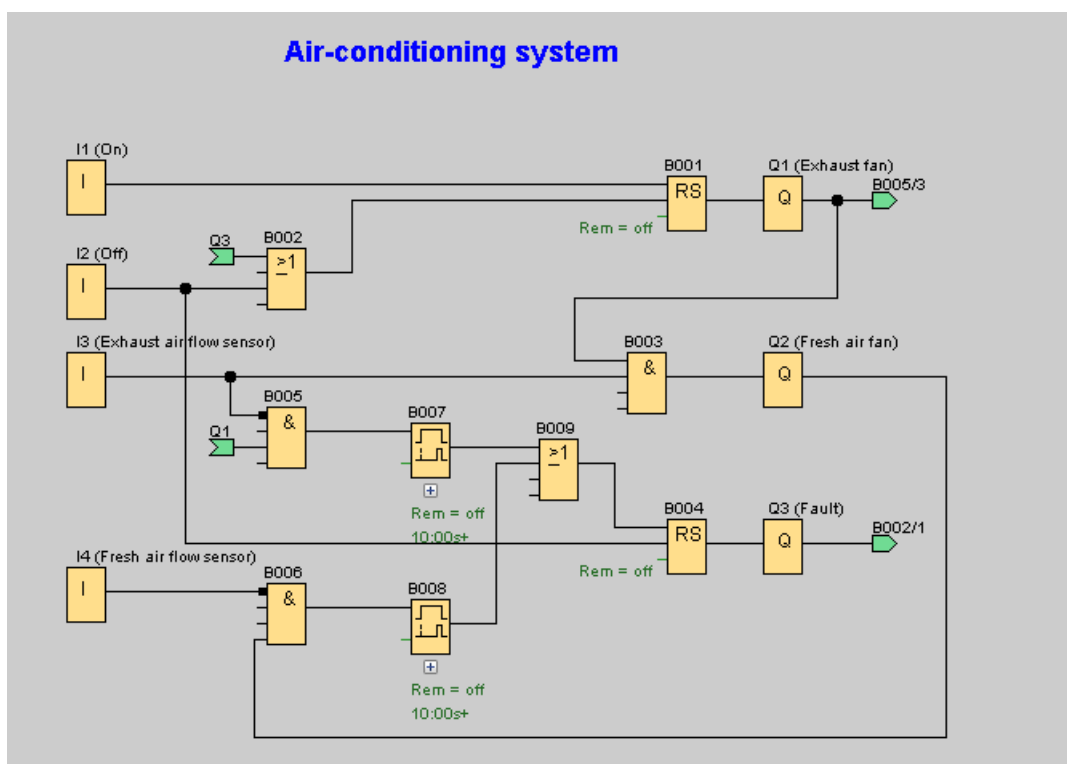 Air-conditioning system
I1 (On)
I
B001
RS
Rem = off
Q1 (Exhaust fan)
Q
B005/3
I2 (Off)
I
Q3
B002
>1
I3 (Exhaust air flow sensor)
I
B003
&
Q2 (Fresh air fan)
Q
B005
&
Q1
B007
Rem = off
10:00s+
B009
>1
B004
RS
Rem = off
Q3 (Fault)
Q
B002/1
I4 (Fresh air flow sensor)
I
B006
&
B008
Rem = off
10:00s+